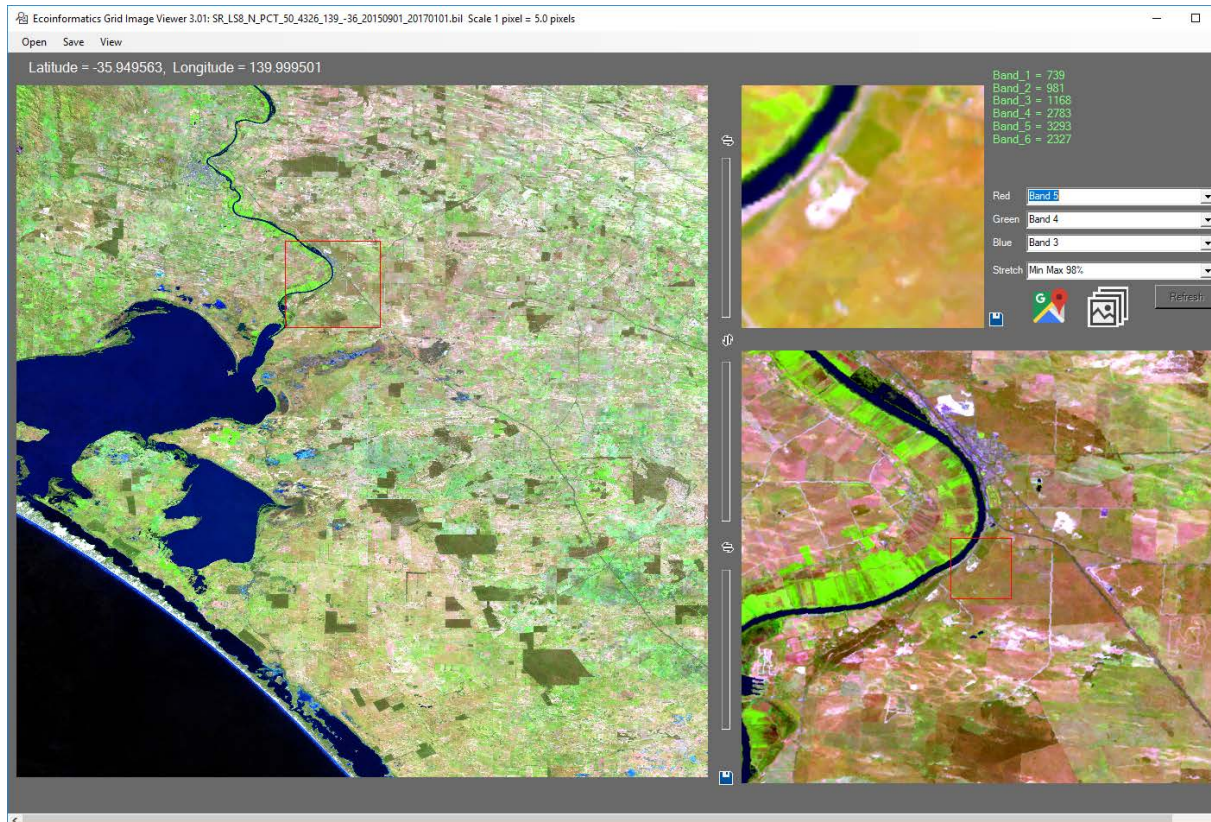 Ecoinformatics Grid Image Viewer 3.01: SR_LS8_N_PCT_50_4326_139_-36_20150901_20170101.bil Scale 1 pixel = 5.0 pixels
Open Save View
Latitude = -35.949563, Longitude = 139.999501
Band_1 = 739
Band_2 = 981
Band_3 = 1168
Band_4 = 2783
Band_5 = 3293
Band_6 = 2327
Red Band 5
Green Band 4
Blue Band 3
Stretch Min Max 98%
G
Refresh